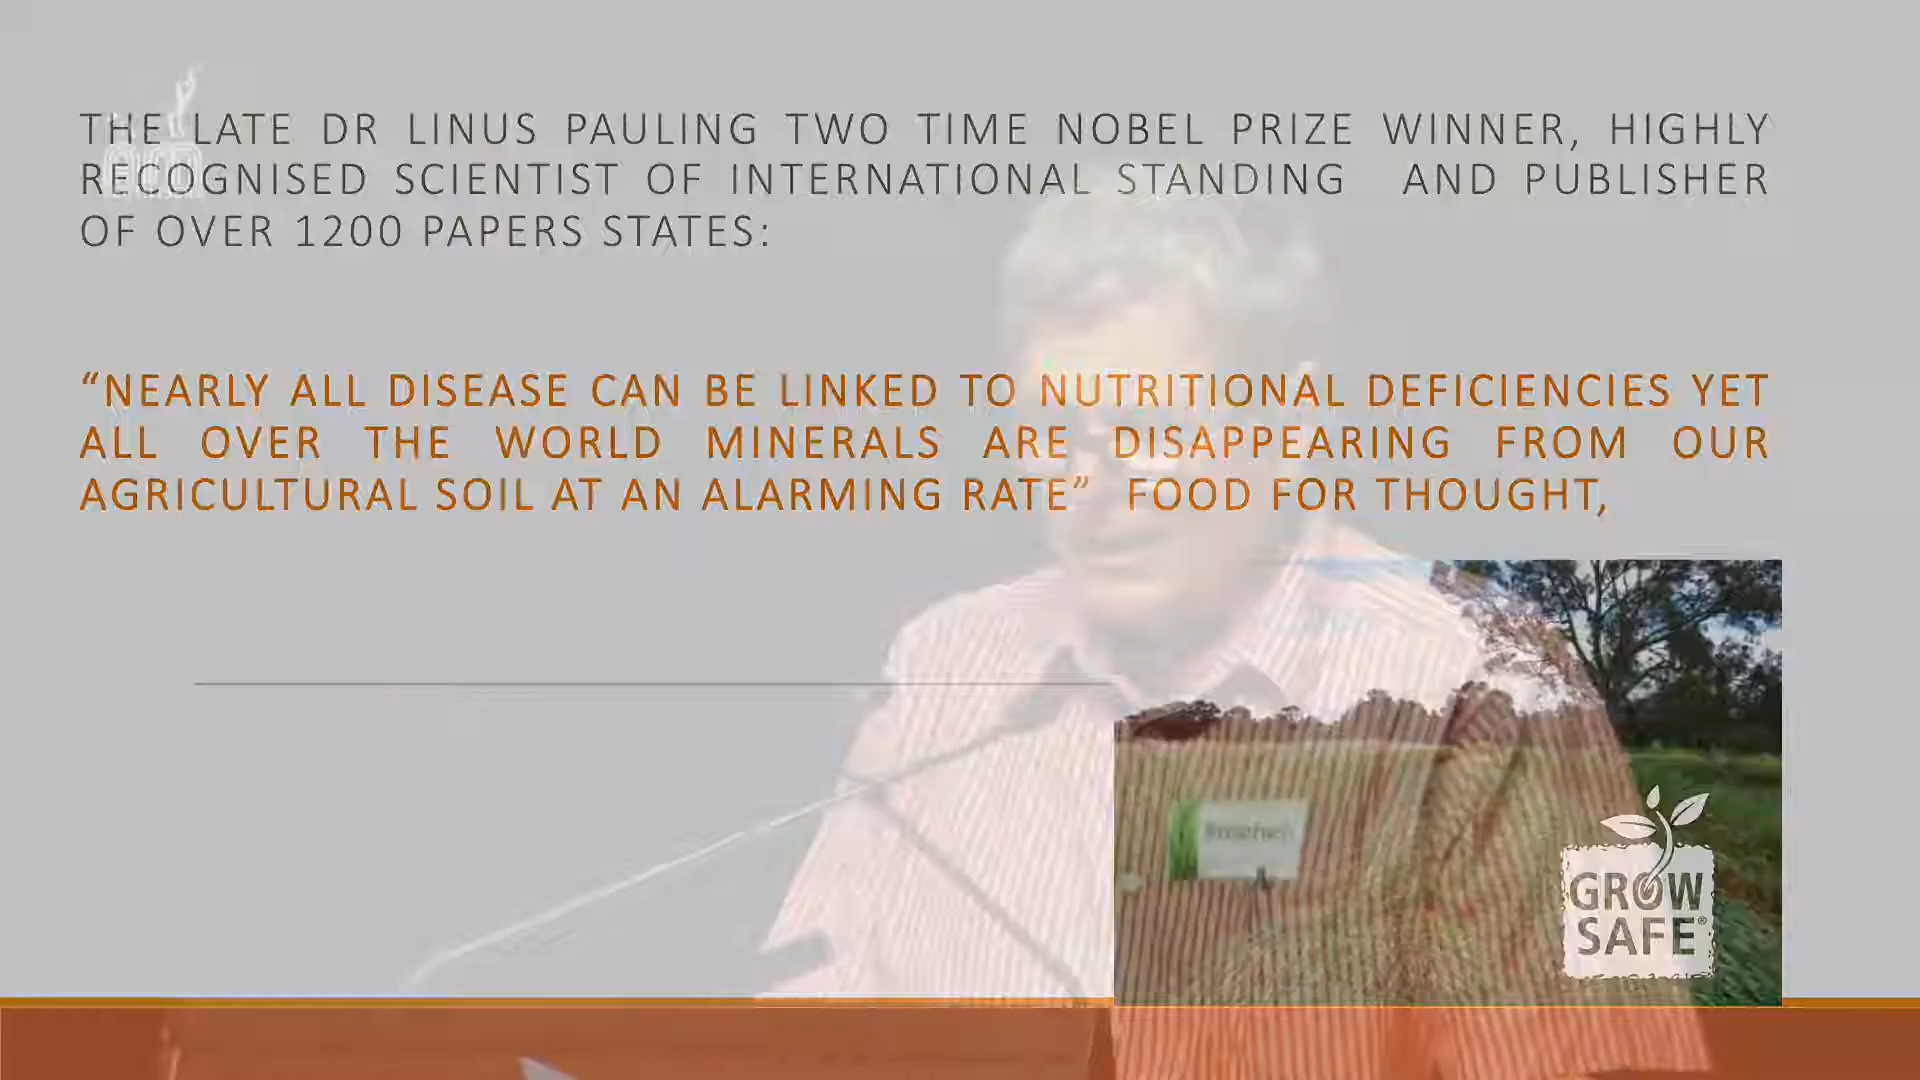 THE LATE DR LINUS PAULING TWO TIME NOBEL PRIZE WINNER, HIGHLY
RECOGNISED SCIENTIST OF INTERNATIONAL STANDING AND PUBLISHER
OF OVER 1200 PAPERS STATES:
“NEARLY ALL DISEASE CAN BE LINKED TO NUTRITIONAL DEFICIENCIES YET
ALL OVER THE WORLD MINERALS ARE DISAPPEARING FROM OUR
AGRICULTURAL SOIL AT AN ALARMING RATE” FOOD FOR THOUGHT,
GROW
SAFE®